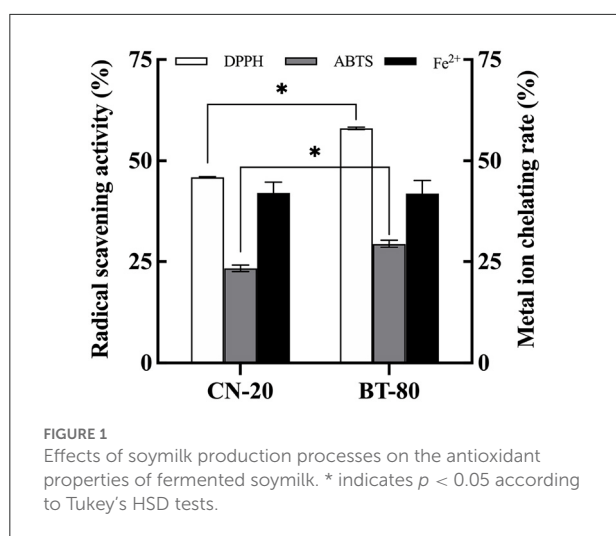 DPPH ABTS Fe²⁺
Radical scavening activity (%)
75
50
25
0
*
*
75
50
25
0
Metal ion chelating rate (%)
CN-20 BT-80
FIGURE 1
Effects of soymilk production processes on the antioxidant
properties of fermented soymilk. * indicates p < 0.05 according
to Tukey’s HSD tests.